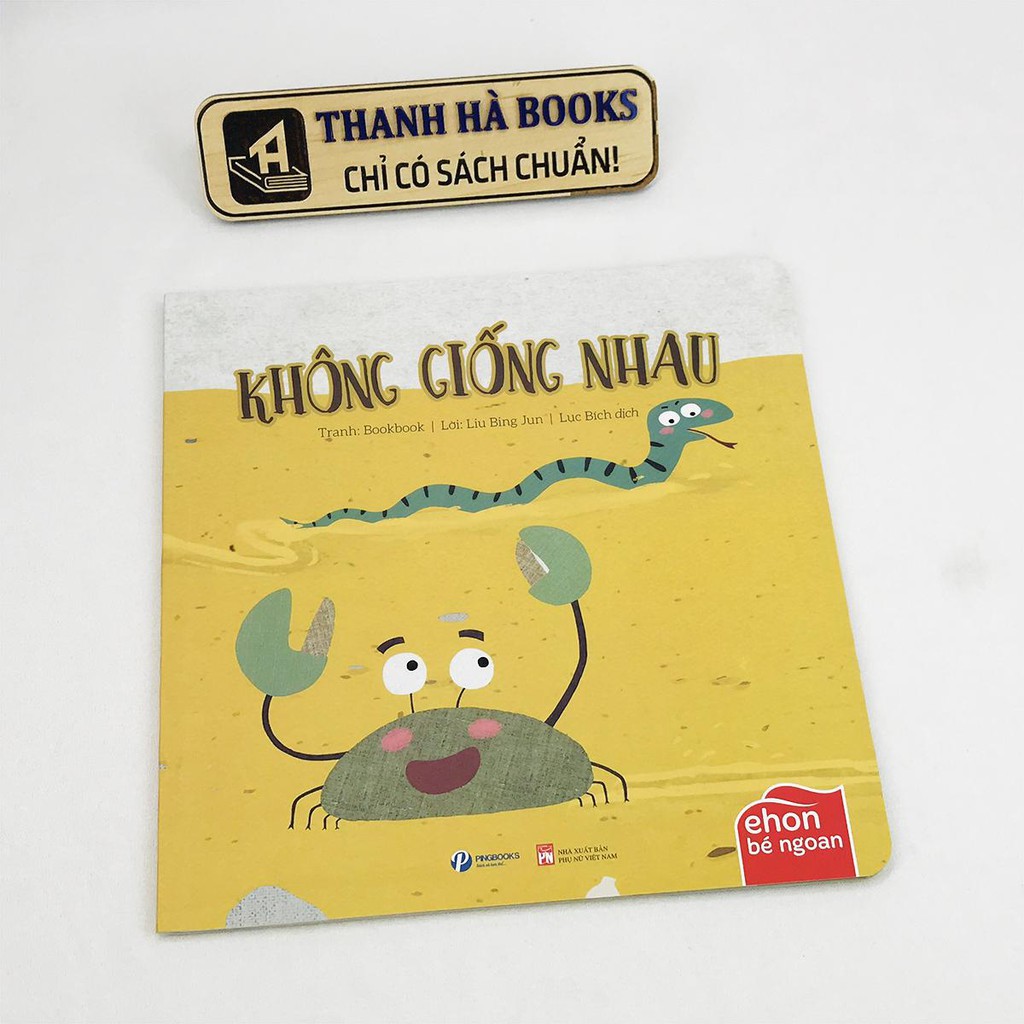 THANH HÀ BOOKS
CHỈ CÓ SÁCH CHUẨN!
KHÔNG GIỐNG NHAU
Tranh: Bookbook | Lời: Liu Bing Jun | Lục Bích dịch
PINGBOOKS
NHÀ XUẤT BẢN
PN
PHỤ NỮ VIỆT NAM
ehon
bé ngoan